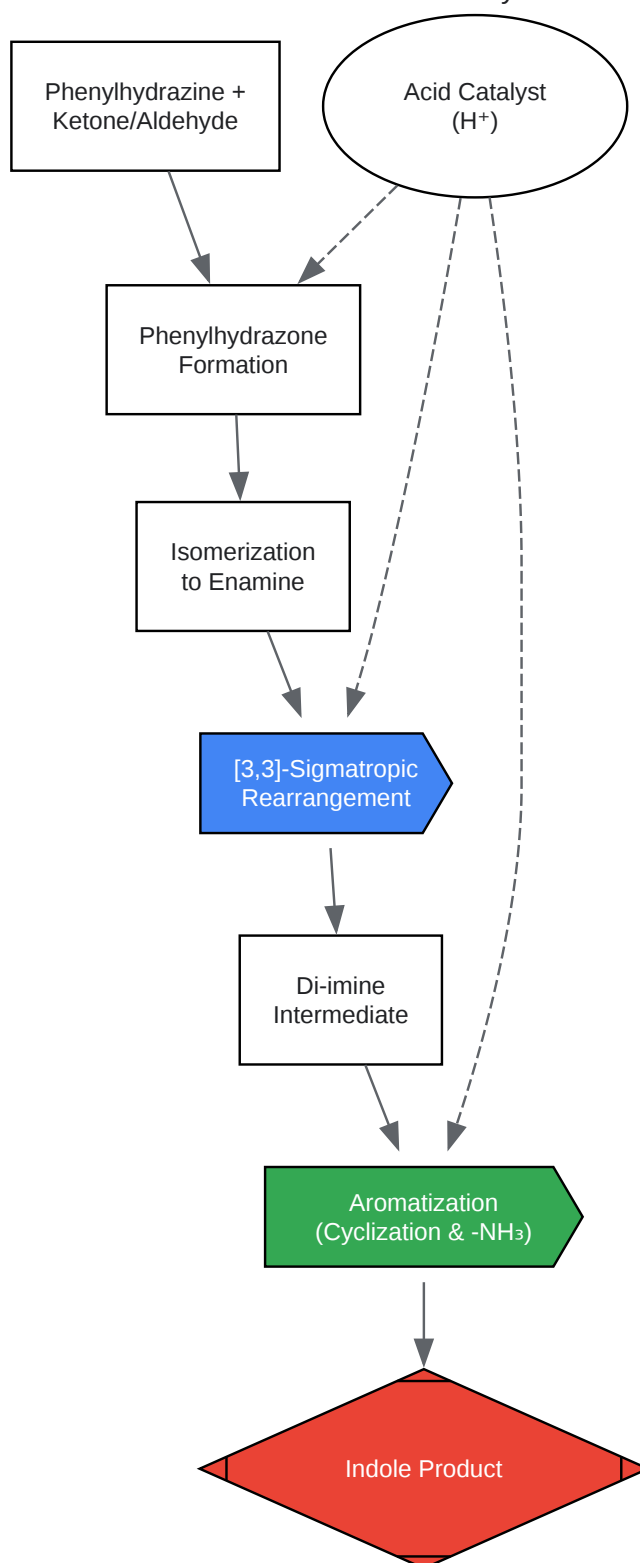 Phenylhydrazine +
Ketone/Aldehyde
Acid Catalyst
(H⁺)
Phenylhydrazone
Formation
Isomerization
to Enamine
[3,3]-Sigmatropic
Rearrangement
Di-imine
Intermediate
Aromatization
(Cyclization & -NH₃)
Indole Product